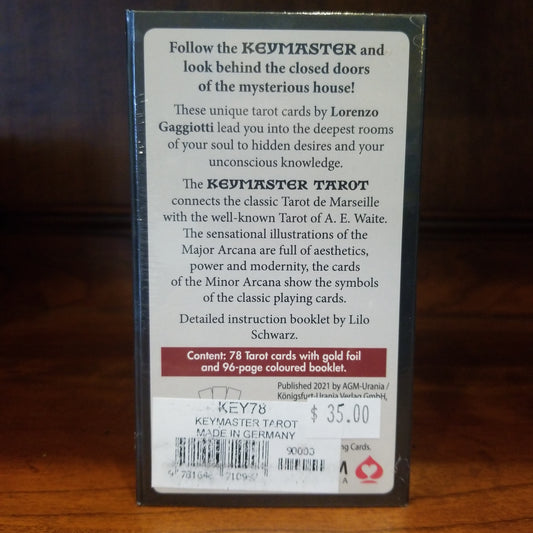 Follow the KEYMASTER and
look behind the closed doors
of the mysterious house!
These unique tarot cards by Lorenzo
Gaggiotti lead you into the deepest rooms
of your soul to hidden desires and your
unconscious knowledge.
The KEYMASTER TAROT
connects the classic Tarot de Marseille
with the well-known Tarot of A. E. Waite.
The sensational illustrations of the
Major Arcana are full of aesthetics,
power and modernity, the cards
of the Minor Arcana show the symbols
of the classic playing cards.
Detailed instruction booklet by Lilo
Schwarz.
Content: 78 Tarot cards with gold foil
and 96-page coloured booklet.
Published 2021 by AGM-Urania /
Königsfurt-Urania Verlag GmbH,
KEY78
$ 35.00
KEYMASTER TAROT
MADE IN GERMANY
Cards.